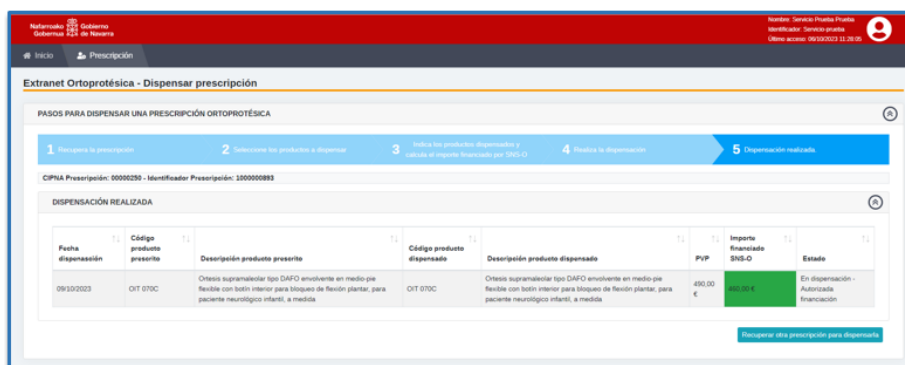 Nafarroako Gobierno
Gobernua de Navarra
Nombre: Servicio Prueba Prueba
Identificador: Servicio-prueba
Último acceso: 06/10/2023 11:28:05
Inicio Prescripción
Extranet Ortoprotésica - Dispensar prescripción
PASOS PARA DISPENSAR UNA PRESCRIPCIÓN ORTOPROTÉSICA
1 Recupera la prescripción
2 Seleccione los productos a dispensar
3 Indica los productos dispensados y
calcula el importe financiado por SNS-O
4 Realiza la dispensación
5 Dispensación realizada.
CIPNA Prescripción: 00000250 - Identificador Prescripción: 1000000893
DISPENSACIÓN REALIZADA
Fecha
dispensación
Código
producto
prescrito
Descripción producto prescrito
Código producto
dispensado
Descripción producto dispensado
PVP
Importe
financiado
SNS-O
Estado
09/10/2023
OIT 070C
Ortesis supramaleolar tipo DAFO envolvente en medio-pie
flexible con botín interior para bloqueo de flexión plantar, para
paciente neurológico infantil, a medida
OIT 070C
Ortesis supramaleolar tipo DAFO envolvente en medio-pie
flexible con botín interior para bloqueo de flexión plantar, para
paciente neurológico infantil, a medida
490,00
€
En dispensación -
Autorizada
financiación
Recuperar otra prescripción para dispensarla